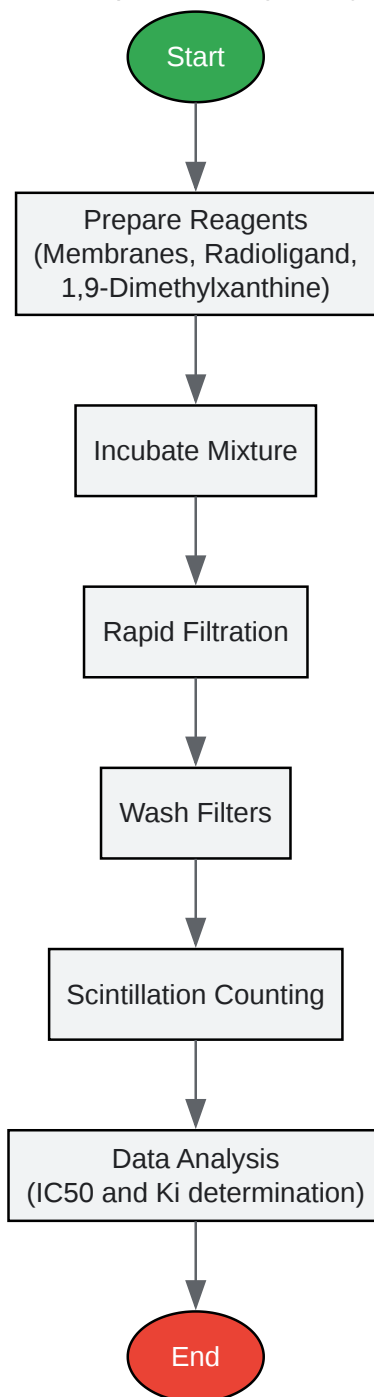 Start
Prepare Reagents
(Membranes, Radioligand,
1,9-Dimethylxanthine)
Incubate Mixture
Rapid Filtration
Wash Filters
Scintillation Counting
Data Analysis
(IC50 and Ki determination)
End